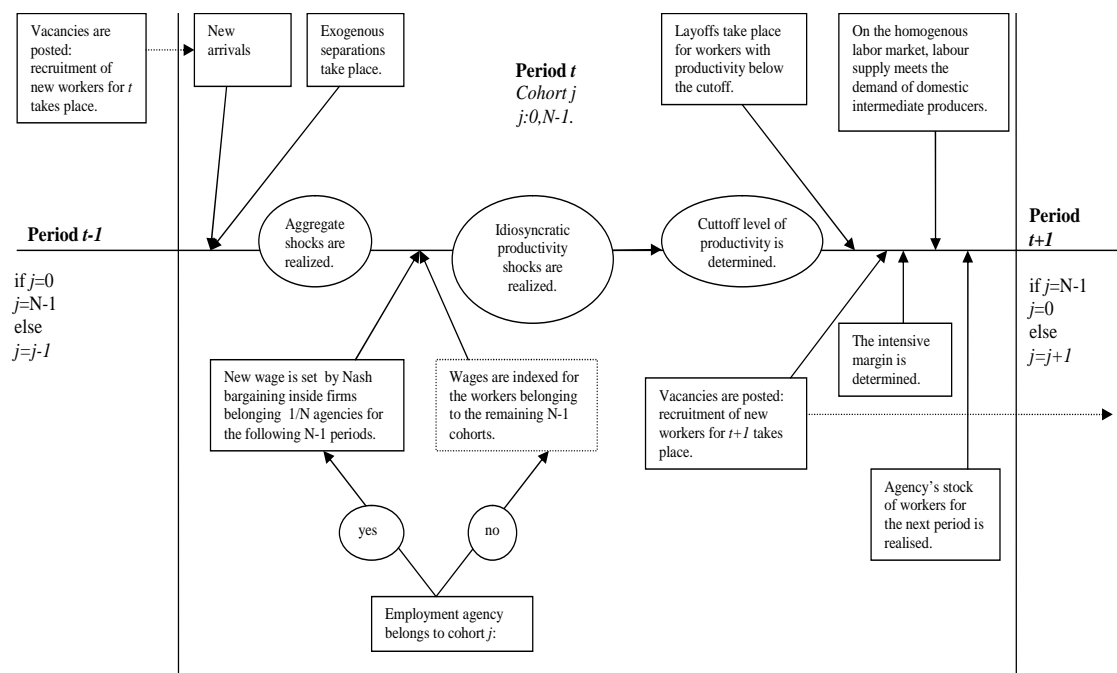 Vacancies are
posted:
recruitment of
new workers for t
takes place.
New
arrivals
Exogenous
separations
take place.
Period t
Cohort j
j:0,N-1.
Layoffs take place
for workers with
productivity below
the cutoff.
On the homogenous
labor market, labour
supply meets the
demand of domestic
intermediate producers.
Period t-1
Aggregate
shocks are
realized.
Idiosyncratic
productivity
shocks are
realized.
Cuttoff level of
productivity is
determined.
Period
t+1
if j=0
j=N-1
else
j=j-1
if j=N-1
j=0
else
j=j+1
New wage is set by Nash
bargaining inside firms
belonging 1/N agencies for
the following N-1 periods.
Wages are indexed for
the workers belonging
to the remaining N-1
cohorts.
The intensive
margin is
determined.
Vacancies are posted:
recruitment of new
workers for t+1 takes
place.
Agency's stock
of workers for
the next period is
realised.
yes
no
Employment agency
belongs to cohort j: